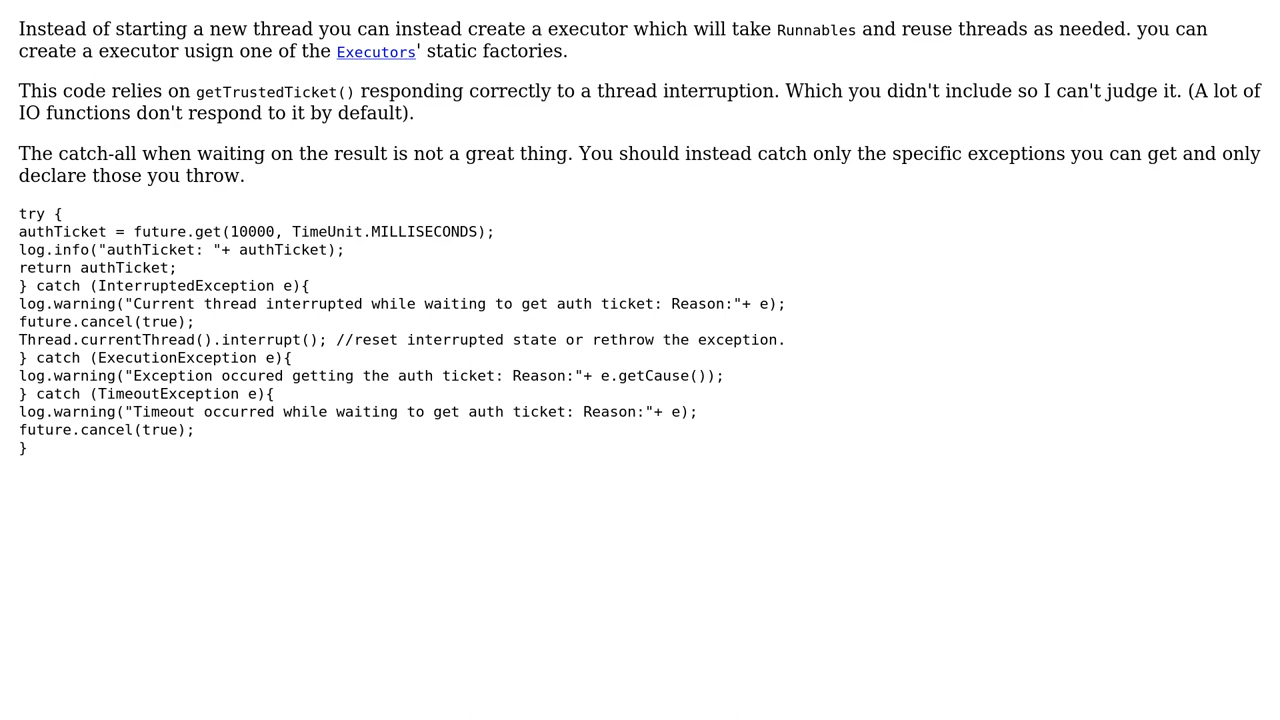 Instead of starting a new thread you can instead create a executor which will take Runnables and reuse threads as needed. you can
create a executor usign one of the Executors' static factories.
This code relies on getTrustedTicket() responding correctly to a thread interruption. Which you didn't include so I can't judge it. (A lot of
IO functions don't respond to it by default).
The catch-all when waiting on the result is not a great thing. You should instead catch only the specific exceptions you can get and only
declare those you throw.
try {
authTicket = future.get(10000, TimeUnit.MILLISECONDS);
log.info("authTicket: "+ authTicket);
return authTicket;
} catch (InterruptedException e){
log.warning("Current thread interrupted while waiting to get auth ticket: Reason:"+ e);
future.cancel(true);
Thread.currentThread().interrupt(); //reset interrupted state or rethrow the exception.
} catch (ExecutionException e){
log.warning("Exception occured getting the auth ticket: Reason:"+ e.getCause());
} catch (TimeoutException e){
log.warning("Timeout occurred while waiting to get auth ticket: Reason:"+ e);
future.cancel(true);
}